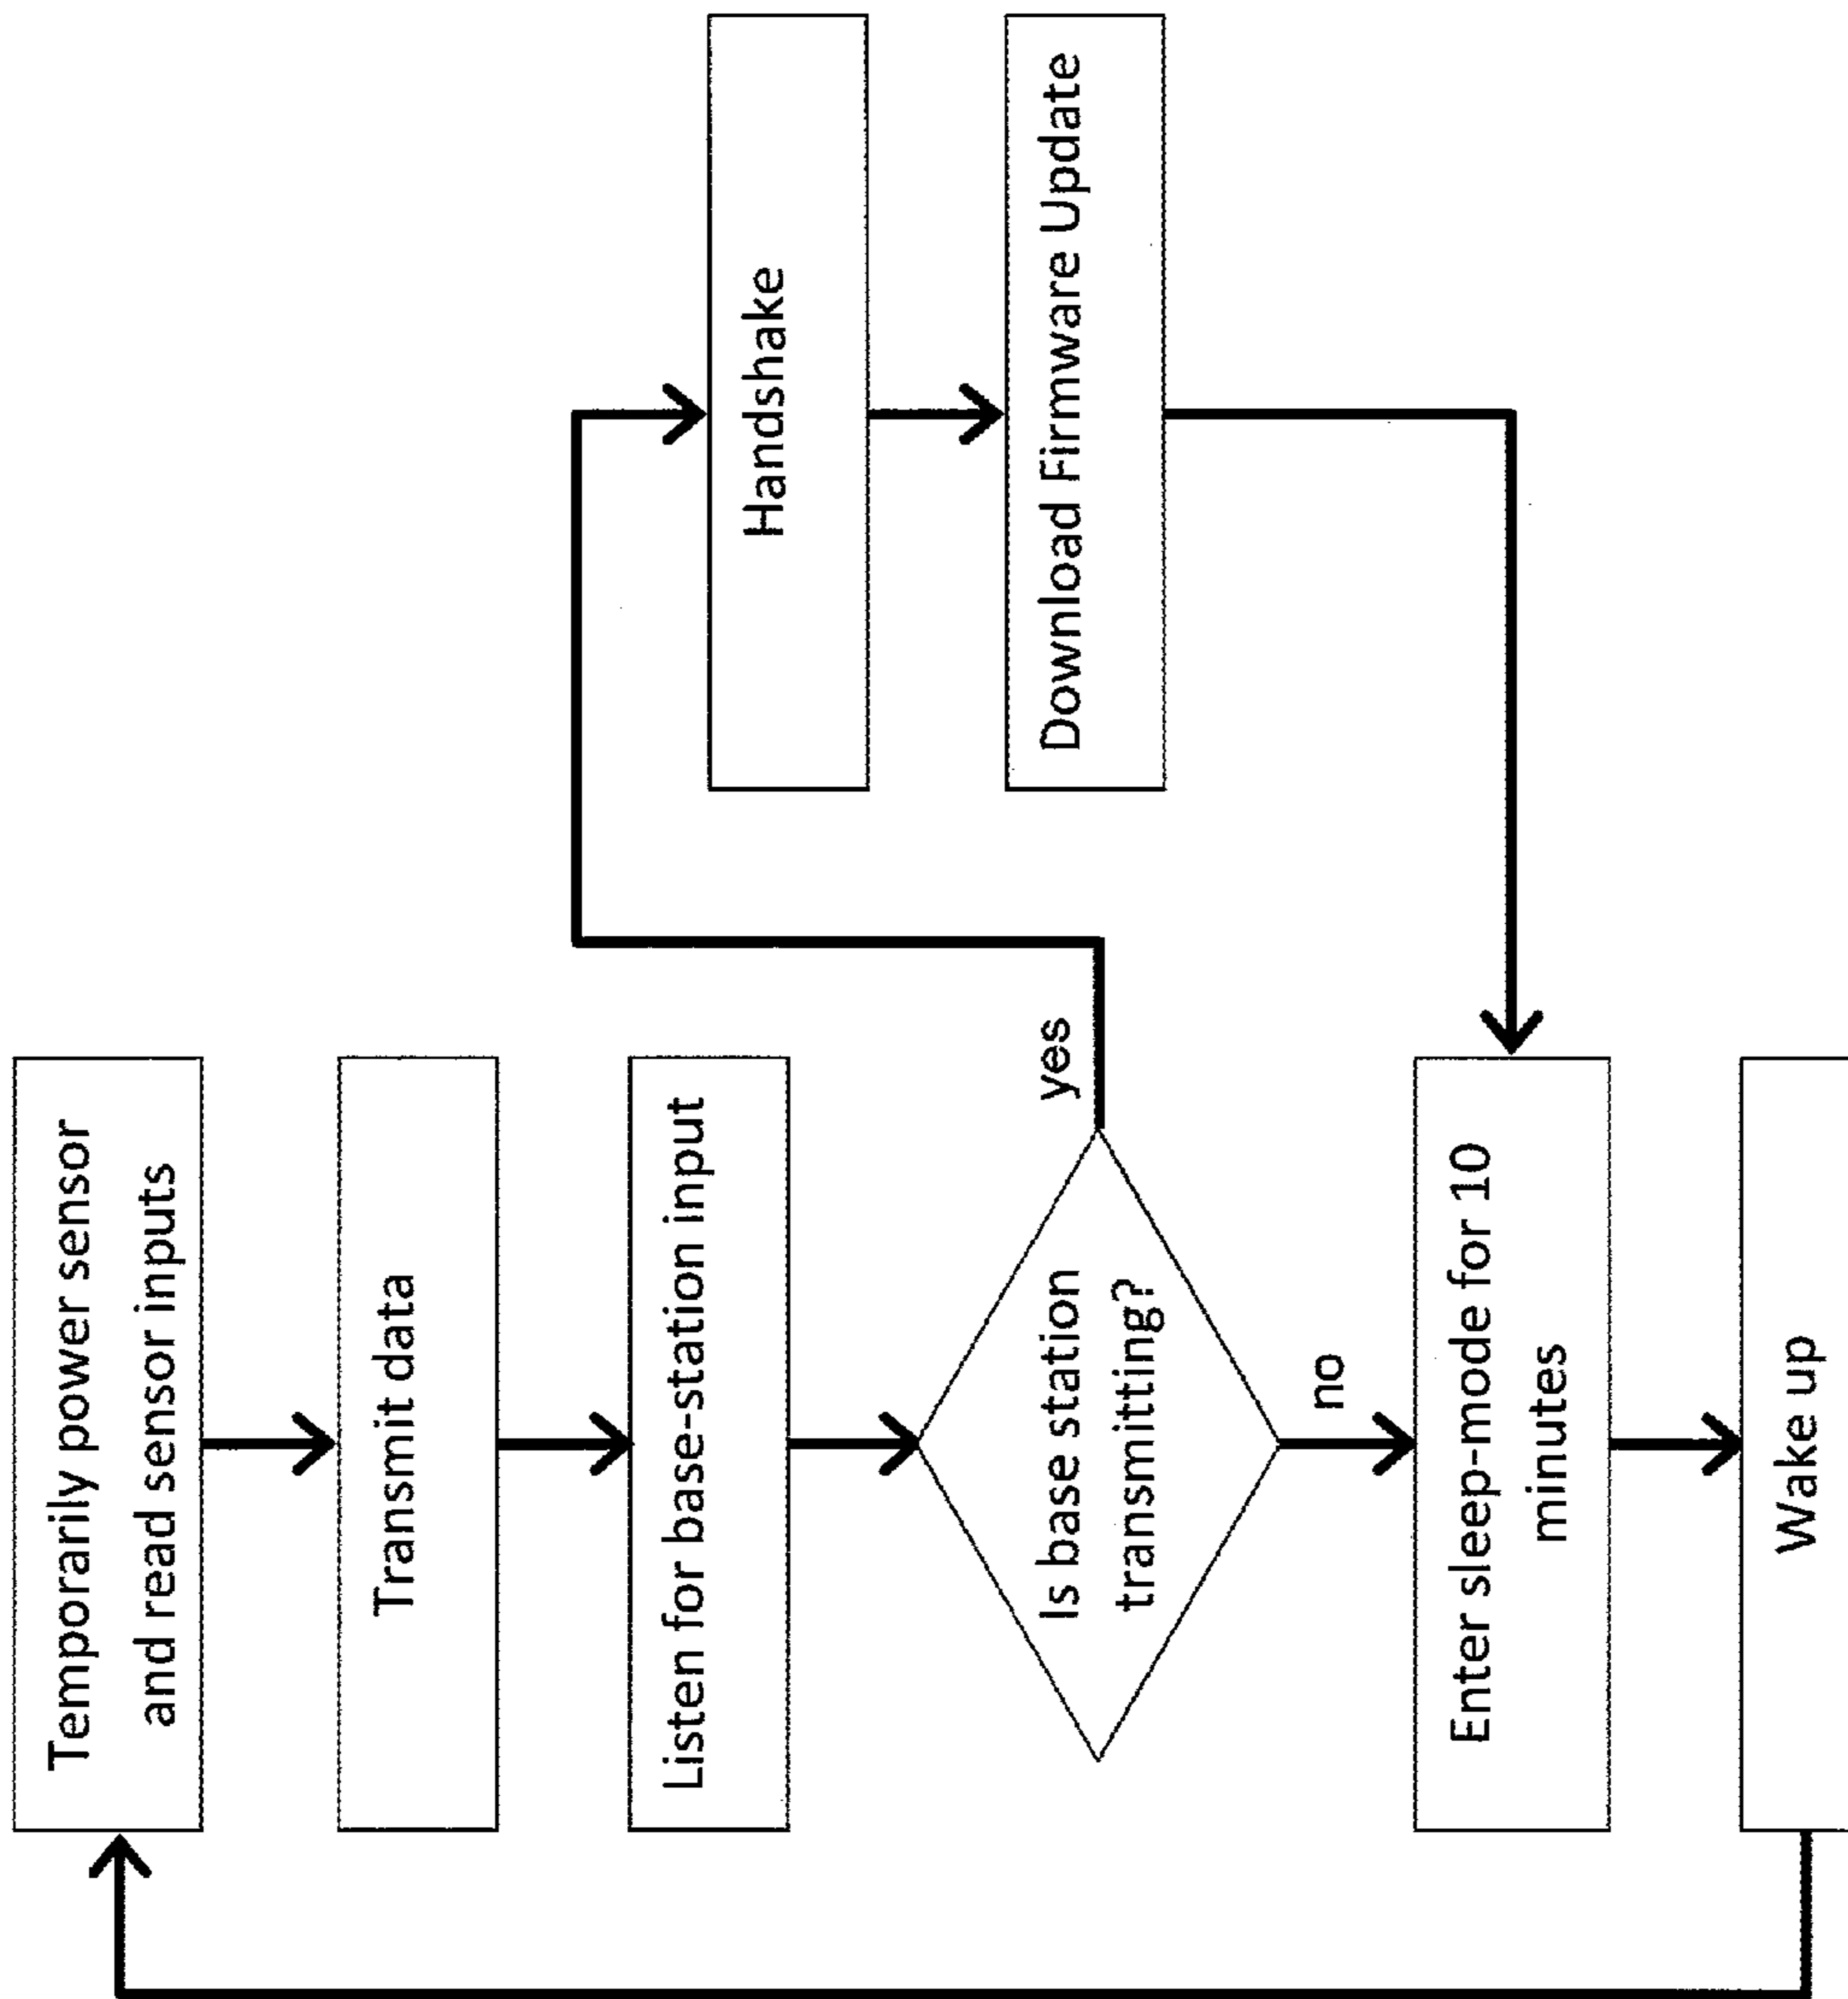 Temporarily power sensor
and read sensor inputs
Transmit data
Listen for base-station input
Is base station
transmitting?
yes
no
Handshake
Download Firmware Update
Enter sleep-mode for 10
minutes
Wake up